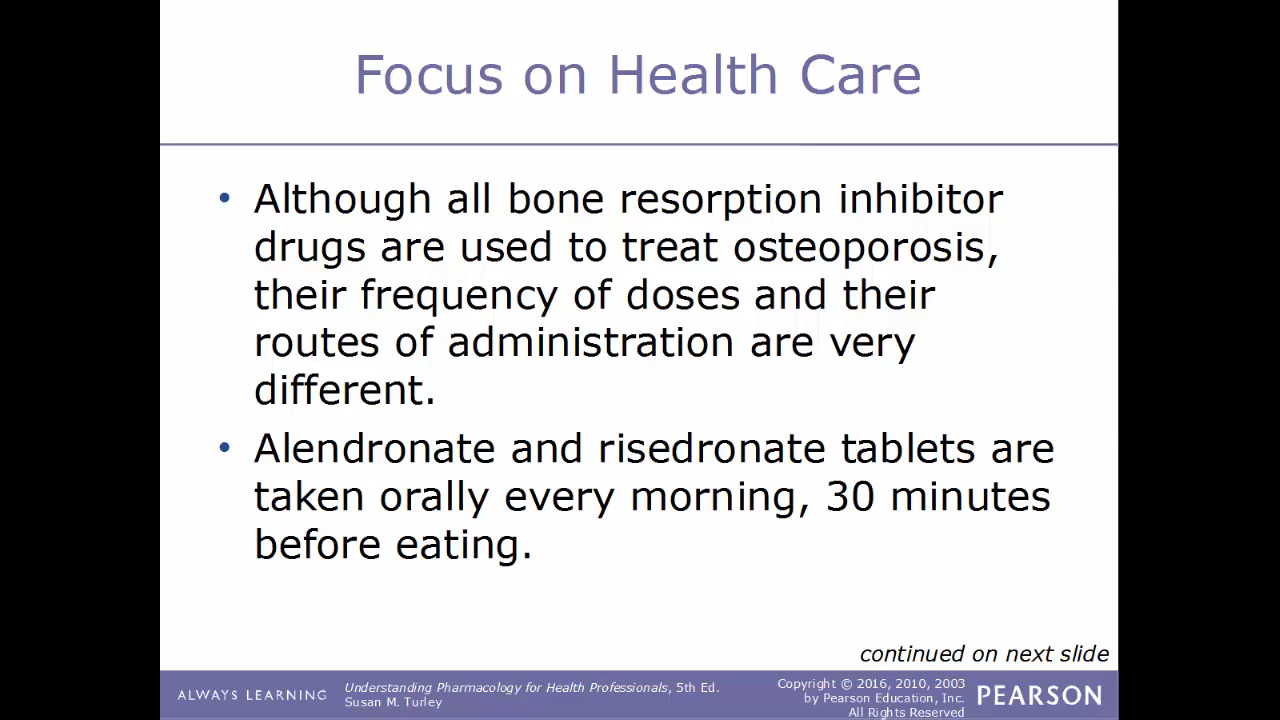 Focus on Health Care
• Although all bone resorption inhibitor
drugs are used to treat osteoporosis,
their frequency of doses and their
routes of administration are very
different.
• Alendronate and risedronate tablets are
taken orally every morning, 30 minutes
before eating.
continued on next slide
ALWAYS LEARNING
Understanding Pharmacology for Health Professionals, 5th Ed.
Susan M. Turley
Copyright © 2016, 2010, 2003
by Pearson Education, Inc.
All Rights Reserved
PEARSON